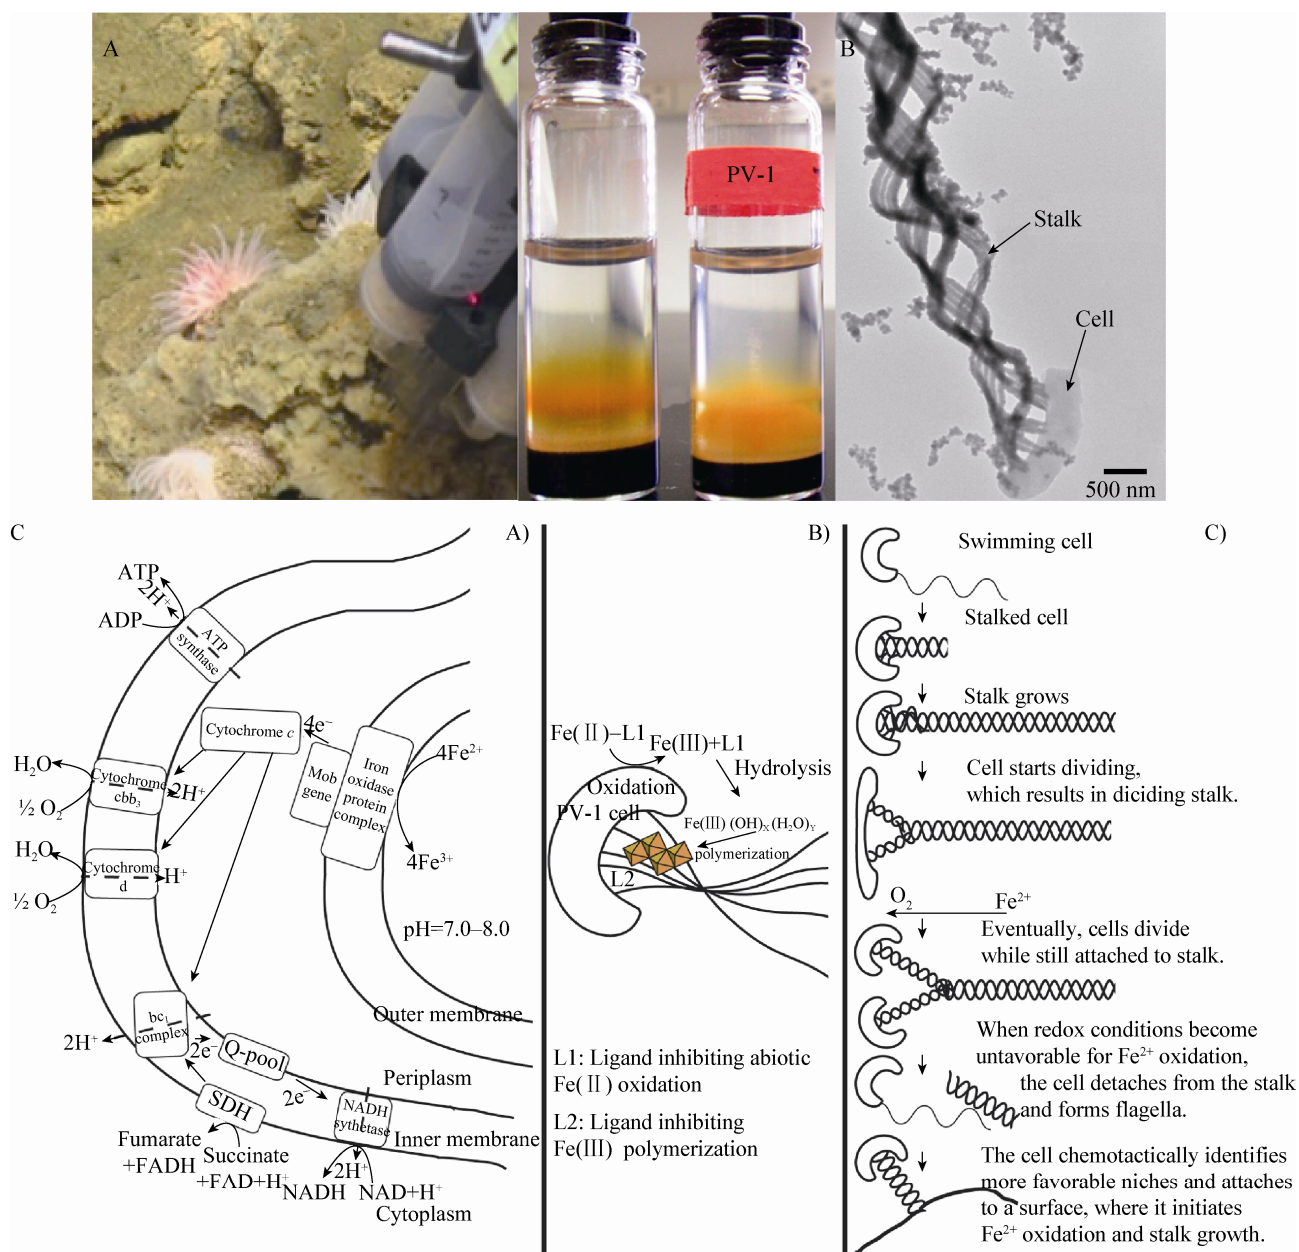 A
PV-1
B
Stalk
Cell
500 nm
C
A)
ATP
2H⁺
ADP
ATP
synthase
Cytochrome c
4e⁻
Mob
gene
Iron
oxidase
protein
complex
4Fe²⁺
4Fe³⁺
H₂O
½ O₂
Cytochrome
cbb₃
2H⁺
H₂O
½ O₂
Cytochrome
d
H⁺
pH=7.0–8.0
bc₁
complex
2H⁺
2e⁻
Q-pool
2e⁻
SDH
Outer membrane
Periplasm
NADH
sythetase
Inner membrane
Fumarate
+FADH
Succinate
+FAD+H⁺
2H⁺
NADH
NAD+H⁺
Cytoplasm
B)
Fe(Ⅱ)–L1
Fe(III)+L1
Hydrolysis
Oxidation
PV-1 cell
Fe(III) (OH)X(H₂O)Y
polymerization
L2
L1: Ligand inhibiting abiotic
Fe(Ⅱ) oxidation
L2: Ligand inhibiting
Fe(III) polymerization
C)
Swimming cell
Stalked cell
Stalk grows
Cell starts dividing,
which results in diciding stalk.
O₂
Fe²⁺
Eventually, cells divide
while still attached to stalk.
When redox conditions become
untavorable for Fe²⁺ oxidation,
the cell detaches from the stalk
and forms flagella.
The cell chemotactically identifies
more favorable niches and attaches
to a surface, where it initiates
Fe²⁺ oxidation and stalk growth.